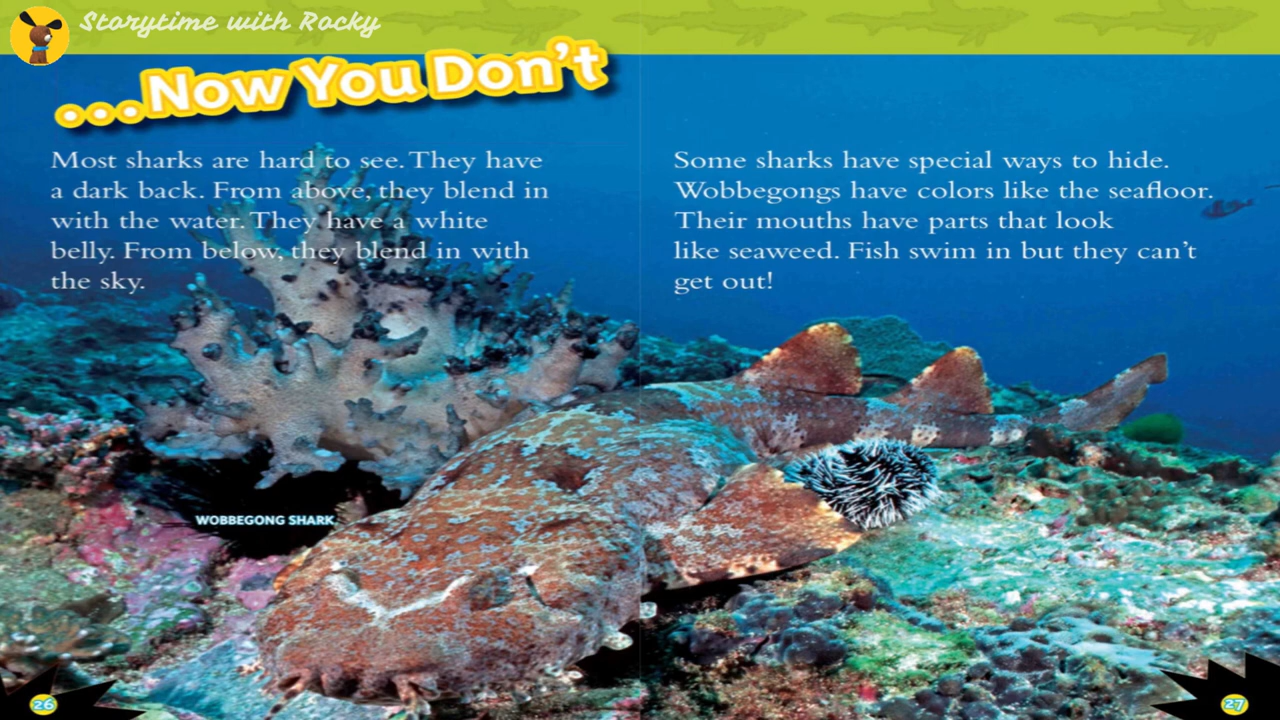 Storytime with Rocky
...Now You Don't
Most sharks are hard to see. They have
a dark back. From above, they blend in
with the water. They have a white
belly. From below, they blend in with
the sky.
Some sharks have special ways to hide.
Wobbegongs have colors like the seafloor.
Their mouths have parts that look
like seaweed. Fish swim in but they can't
get out!
WOBBEGONG SHARK
26
27